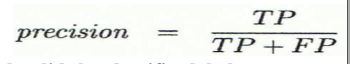 precision = TP / TP + FP